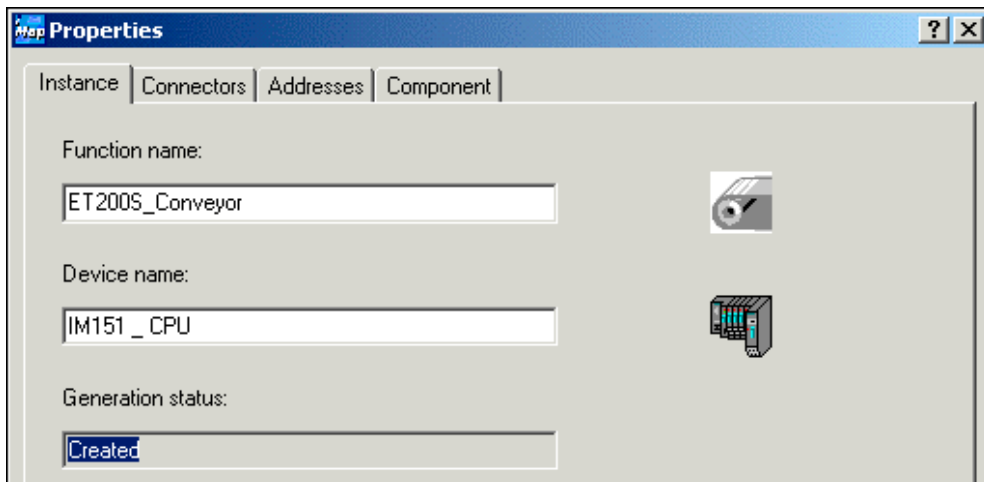 Map Properties
Instance Connectors Addresses Component
Function name:
ET200S_Conveyor
Device name:
IM151 _ CPU
Generation status:
Created